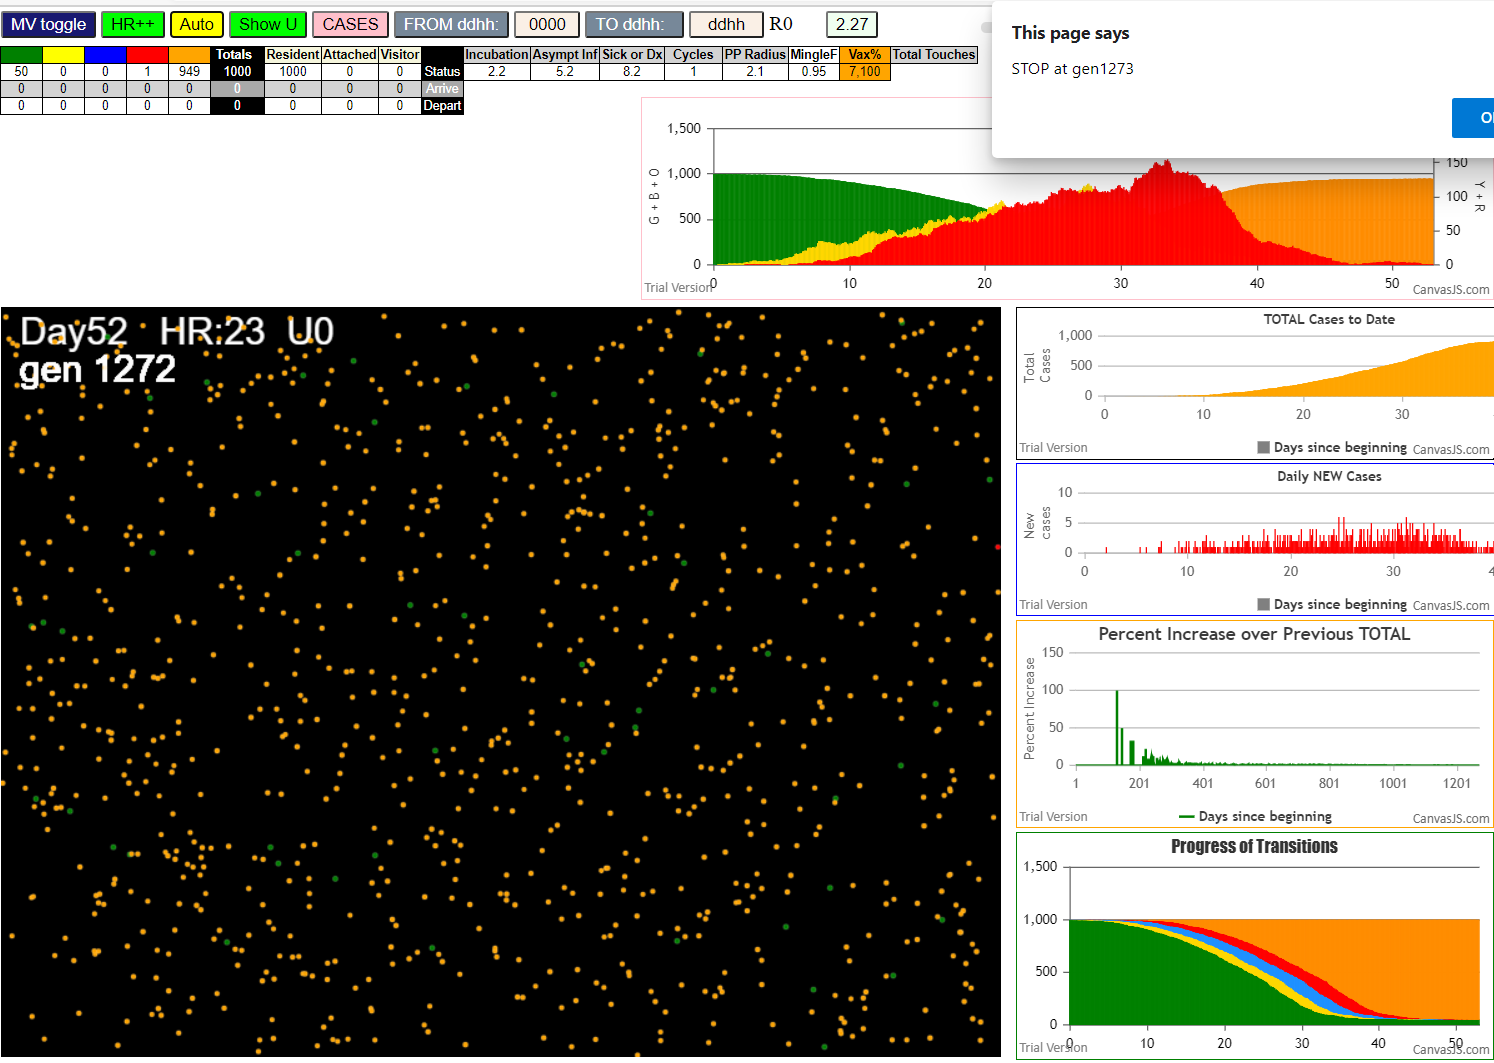 MV toggle HR++ Auto Show U CASES FROM ddhh: 0000 TO ddhh: ddhh R0 2.27
This page says
STOP at gen1273
Totals Resident Attached Visitor Incubation Asympt Inf Sick or Dx Cycles PP Radius MingleF Vax% Total Touches
50 0 0 1 949 1000 1000 0 0 Status 2.2 5.2 8.2 1 2.1 0.95 7,100
0 0 0 0 0 0 0 0 0 Arrive
0 0 0 0 0 0 0 0 0 Depart
G + B + O
1,500
1,000
500
0
150
100
50
0
Y + R
0 10 20 30 40 50
Trial Version
CanvasJS.com
Day52 HR:23 U0
gen 1272
TOTAL Cases to Date
Total
Cases
1,000
500
0
0 10 20 30
Days since beginning
Trial Version
CanvasJS.com
Daily NEW Cases
New
cases
10
5
0
0 10 20 30
Days since beginning
Trial Version
CanvasJS.com
Percent Increase over Previous TOTAL
Percent Increase
150
100
50
0
1 201 401 601 801 1001 1201
Days since beginning
Trial Version
CanvasJS.com
Progress of Transitions
1,500
1,000
500
0
0 10 20 30 40 50
Trial Version
CanvasJS.com